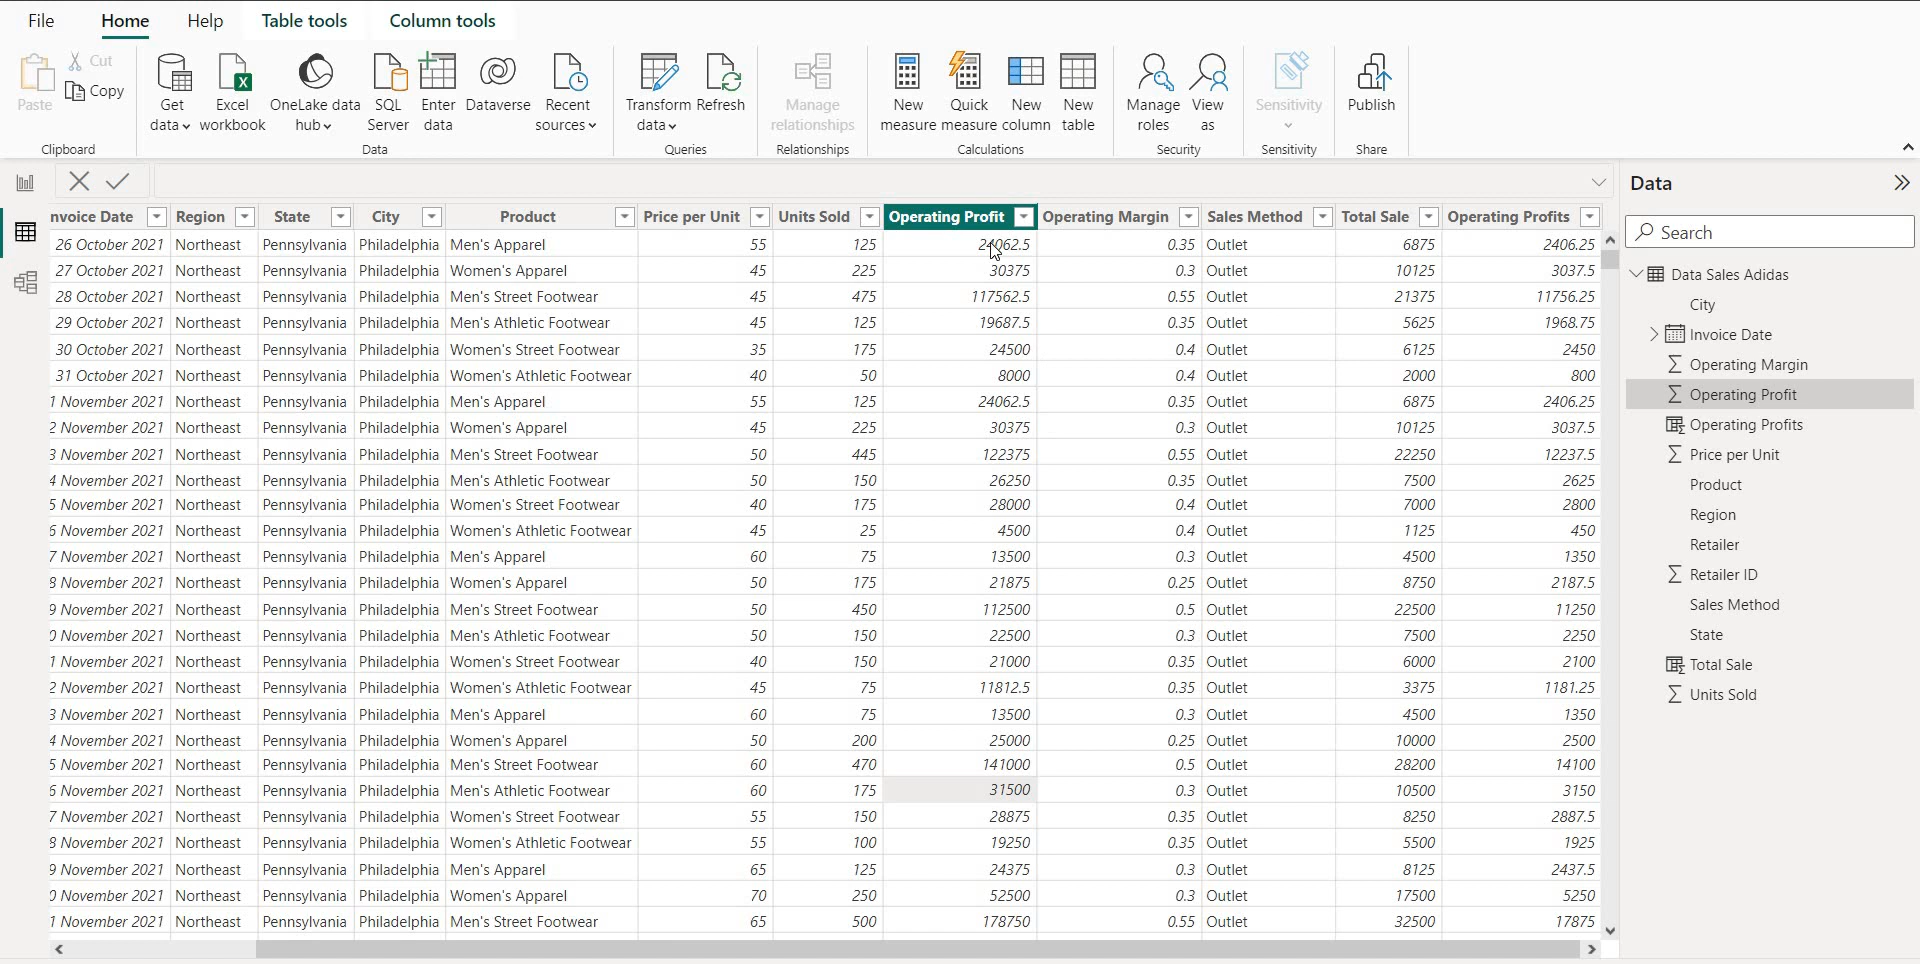 File Home Help Table tools Column tools
Paste Cut Copy
Get data Excel workbook OneLake data hub SQL Server Enter data Dataverse Recent sources Transform data Refresh Manage relationships New measure Quick measure New column New table Manage roles View as Sensitivity Publish
Clipboard Data Queries Relationships Calculations Security Sensitivity Share
nvoice Date Region State City Product Price per Unit Units Sold Operating Profit Operating Margin Sales Method Total Sale Operating Profits
26 October 2021 Northeast Pennsylvania Philadelphia Men's Apparel 55 125 24062.5 0.35 Outlet 6875 2406.25
27 October 2021 Northeast Pennsylvania Philadelphia Women's Apparel 45 225 30375 0.3 Outlet 10125 3037.5
28 October 2021 Northeast Pennsylvania Philadelphia Men's Street Footwear 45 475 117562.5 0.55 Outlet 21375 11756.25
29 October 2021 Northeast Pennsylvania Philadelphia Men's Athletic Footwear 45 125 19687.5 0.35 Outlet 5625 1968.75
30 October 2021 Northeast Pennsylvania Philadelphia Women's Street Footwear 35 175 24500 0.4 Outlet 6125 2450
31 October 2021 Northeast Pennsylvania Philadelphia Women's Athletic Footwear 40 50 8000 0.4 Outlet 2000 800
1 November 2021 Northeast Pennsylvania Philadelphia Men's Apparel 55 125 24062.5 0.35 Outlet 6875 2406.25
2 November 2021 Northeast Pennsylvania Philadelphia Women's Apparel 45 225 30375 0.3 Outlet 10125 3037.5
3 November 2021 Northeast Pennsylvania Philadelphia Men's Street Footwear 50 445 122375 0.55 Outlet 22250 12237.5
4 November 2021 Northeast Pennsylvania Philadelphia Men's Athletic Footwear 50 150 26250 0.35 Outlet 7500 2625
5 November 2021 Northeast Pennsylvania Philadelphia Women's Street Footwear 40 175 28000 0.4 Outlet 7000 2800
6 November 2021 Northeast Pennsylvania Philadelphia Women's Athletic Footwear 45 25 4500 0.4 Outlet 1125 450
7 November 2021 Northeast Pennsylvania Philadelphia Men's Apparel 60 75 13500 0.3 Outlet 4500 1350
8 November 2021 Northeast Pennsylvania Philadelphia Women's Apparel 50 175 21875 0.25 Outlet 8750 2187.5
9 November 2021 Northeast Pennsylvania Philadelphia Men's Street Footwear 50 450 112500 0.5 Outlet 22500 11250
0 November 2021 Northeast Pennsylvania Philadelphia Men's Athletic Footwear 50 150 22500 0.3 Outlet 7500 2250
1 November 2021 Northeast Pennsylvania Philadelphia Women's Street Footwear 40 150 21000 0.35 Outlet 6000 2100
2 November 2021 Northeast Pennsylvania Philadelphia Women's Athletic Footwear 45 75 11812.5 0.35 Outlet 3375 1181.25
3 November 2021 Northeast Pennsylvania Philadelphia Men's Apparel 60 75 13500 0.3 Outlet 4500 1350
4 November 2021 Northeast Pennsylvania Philadelphia Women's Apparel 50 200 25000 0.25 Outlet 10000 2500
5 November 2021 Northeast Pennsylvania Philadelphia Men's Street Footwear 60 470 141000 0.5 Outlet 28200 14100
6 November 2021 Northeast Pennsylvania Philadelphia Men's Athletic Footwear 60 175 31500 0.3 Outlet 10500 3150
7 November 2021 Northeast Pennsylvania Philadelphia Women's Street Footwear 55 150 28875 0.35 Outlet 8250 2887.5
8 November 2021 Northeast Pennsylvania Philadelphia Women's Athletic Footwear 55 100 19250 0.35 Outlet 5500 1925
9 November 2021 Northeast Pennsylvania Philadelphia Men's Apparel 65 125 24375 0.3 Outlet 8125 2437.5
0 November 2021 Northeast Pennsylvania Philadelphia Women's Apparel 70 250 52500 0.3 Outlet 17500 5250
1 November 2021 Northeast Pennsylvania Philadelphia Men's Street Footwear 65 500 178750 0.55 Outlet 32500 17875
Data
Search
Data Sales Adidas
City
Invoice Date
Operating Margin
Operating Profit
Operating Profits
Price per Unit
Product
Region
Retailer
Retailer ID
Sales Method
State
Total Sale
Units Sold